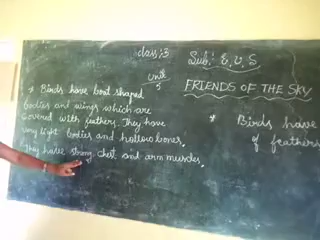 class:3
Sub: E.V.S
Unit
5
FRIENDS OF THE SKY
* Birds have boat shaped
bodies and wings which are
covered with feathers. They have
very light bodies and hollow bones.
They have strong chest and arm muscles.
* Birds have
of feathers